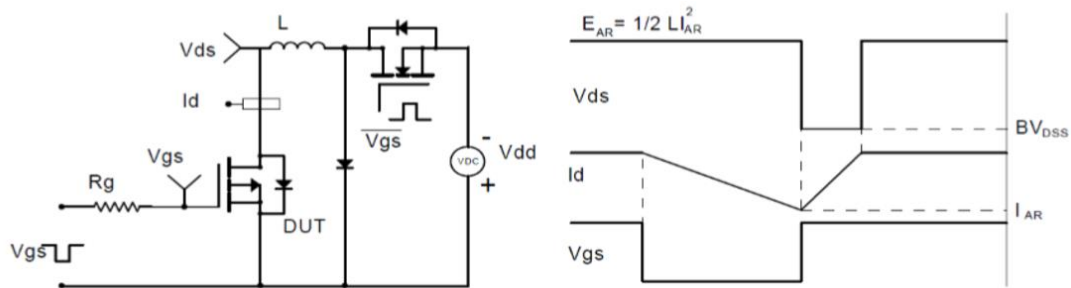 L
Vds
Id
Vgs
Vgs
Rg
DUT
Vgs
-
VDC
Vdd
+
E_AR = 1/2 LI_AR^2
Vds
BV_DSS
Id
I_AR
Vgs